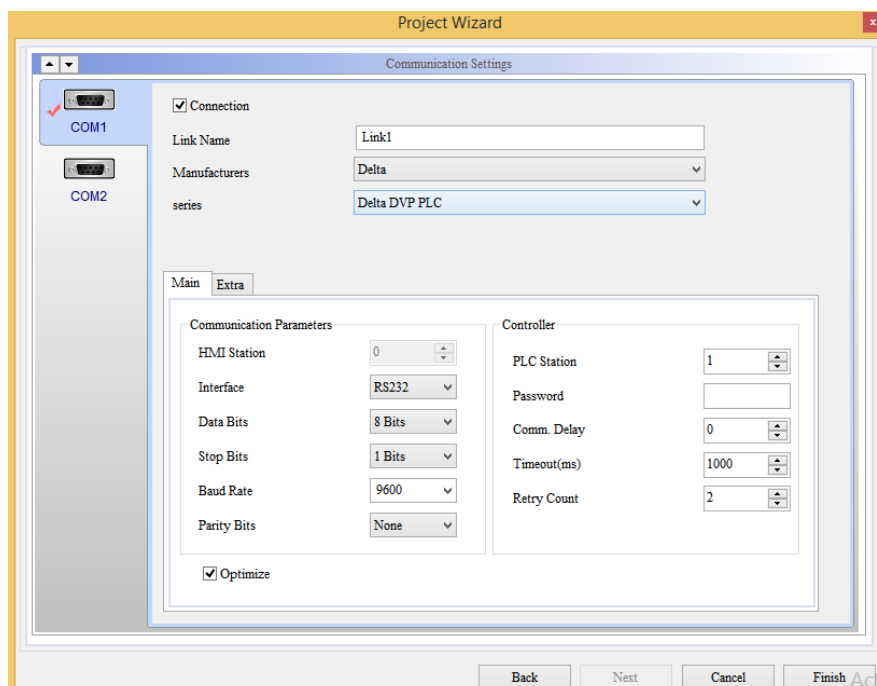 Project Wizard
x
Communication Settings
COM1
COM2
Connection
Link Name
Link1
Manufacturers
Delta
series
Delta DVP PLC
Main
Extra
Communication Parameters
HMI Station
0
Interface
RS232
Data Bits
8 Bits
Stop Bits
1 Bits
Baud Rate
9600
Parity Bits
None
Optimize
Controller
PLC Station
1
Password
Comm. Delay
0
Timeout(ms)
1000
Retry Count
2
Back
Next
Cancel
Finish
Ac